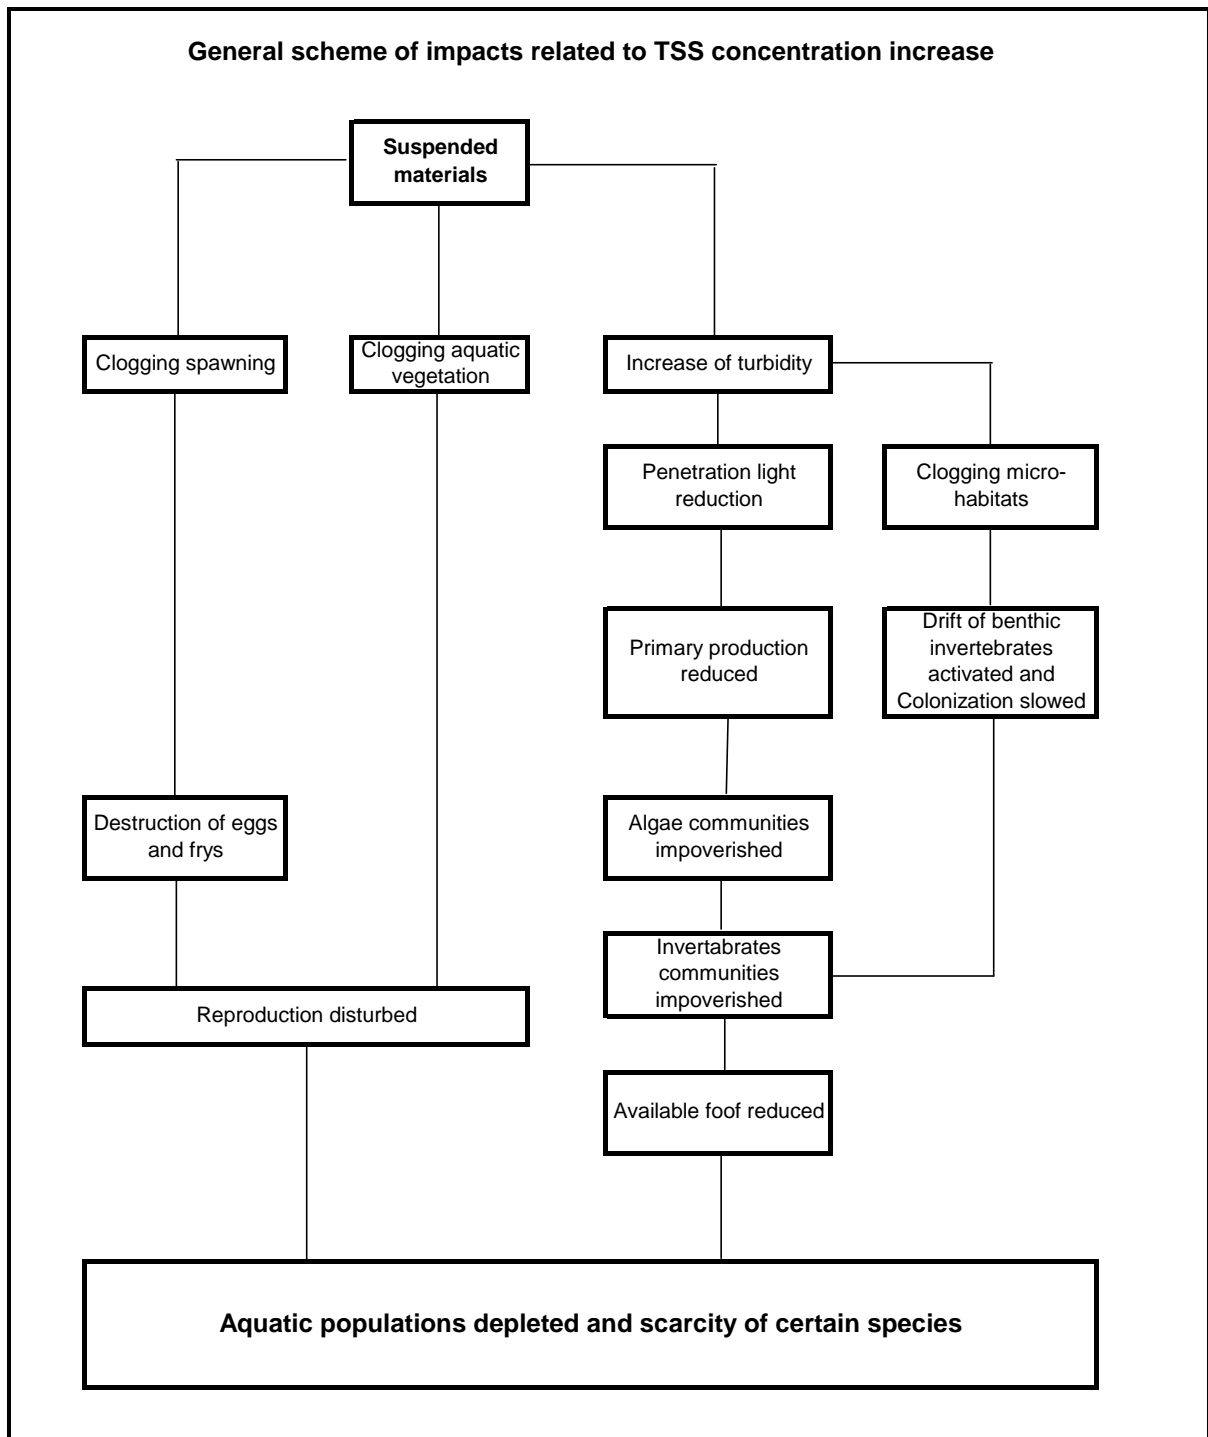 General scheme of impacts related to TSS concentration increase
Suspended
materials
Clogging spawning
Clogging aquatic
vegetation
Increase of turbidity
Penetration light
reduction
Clogging micro-
habitats
Primary production
reduced
Drift of benthic
invertebrates
activated and
Colonization slowed
Destruction of eggs
and frys
Algae communities
impoverished
Invertabrates
communities
impoverished
Reproduction disturbed
Available foof reduced
Aquatic populations depleted and scarcity of certain species